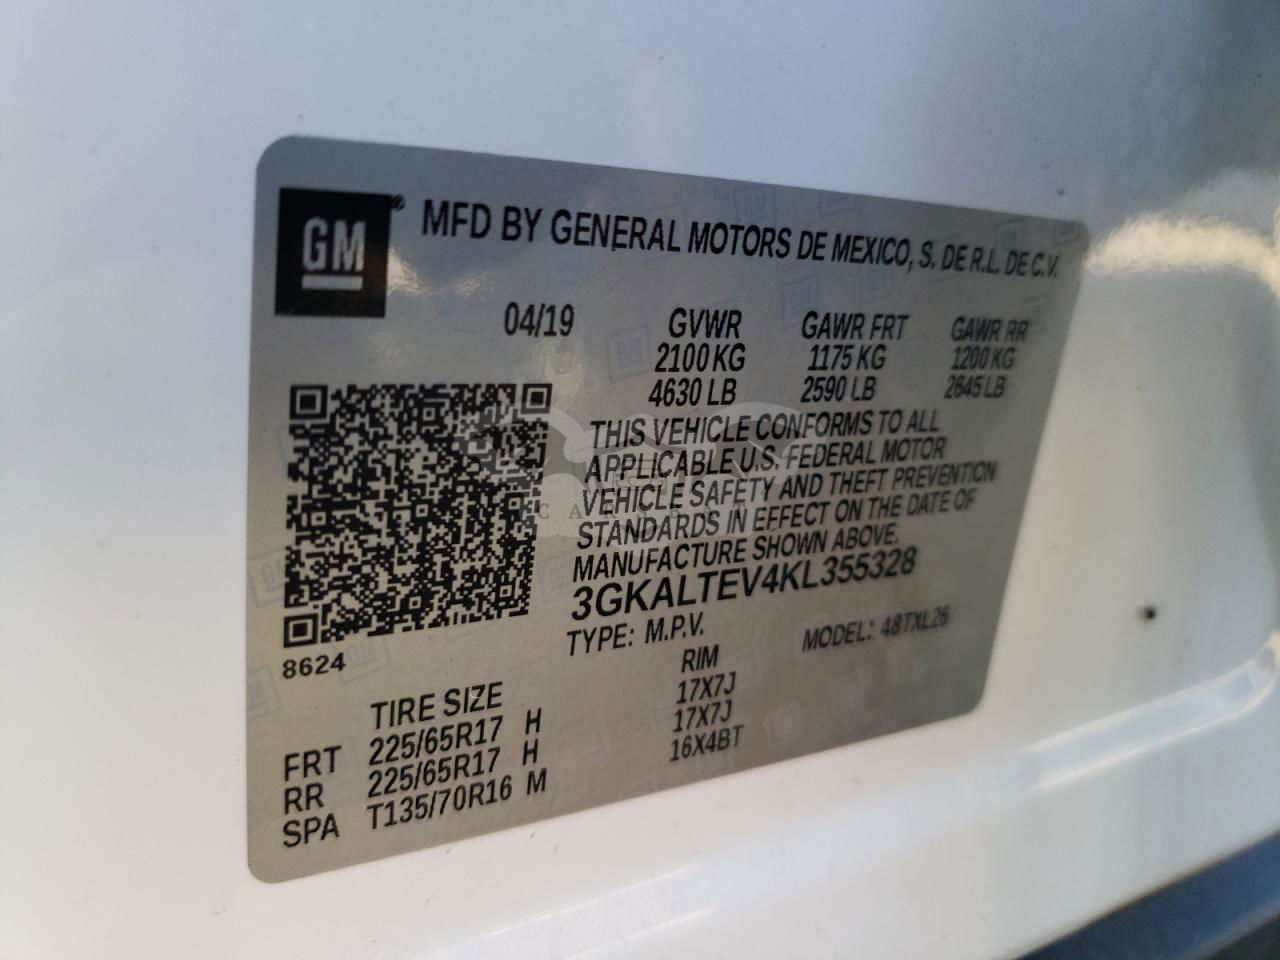 GM® MFD BY GENERAL MOTORS DE MEXICO, S. DE R.L. DE C.V.
04/19 GVWR GAWR FRT GAWR RR
2100 KG 1175 KG 1200 KG
4630 LB 2590 LB 2645 LB
THIS VEHICLE CONFORMS TO ALL
APPLICABLE U.S. FEDERAL MOTOR
VEHICLE SAFETY AND THEFT PREVENTION
STANDARDS IN EFFECT ON THE DATE OF
MANUFACTURE SHOWN ABOVE.
3GKALTEV4KL355328
8624
TYPE: M.P.V. MODEL: 48TXL26
TIRE SIZE RIM
FRT 225/65R17 H 17X7J
RR 225/65R17 H 17X7J
SPA T135/70R16 M 16X4BT